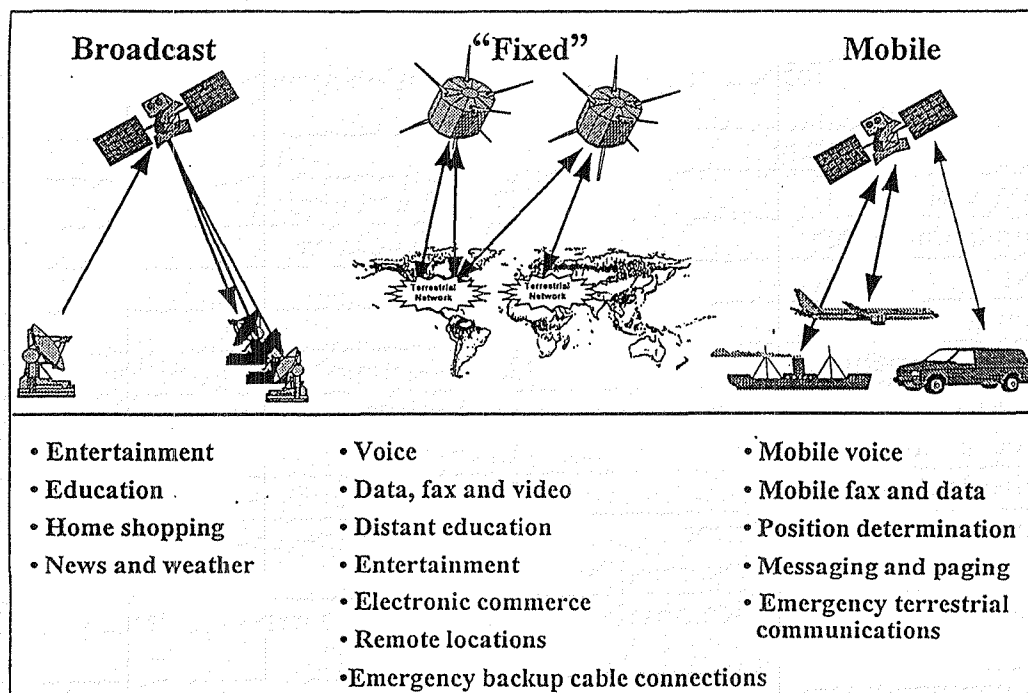 Broadcast
“Fixed”
Mobile
Terrestrial
Network
Terrestrial
Network
• Entertainment
• Education
• Home shopping
• News and weather
• Voice
• Data, fax and video
• Distant education
• Entertainment
• Electronic commerce
• Remote locations
•Emergency backup cable connections
• Mobile voice
• Mobile fax and data
• Position determination
• Messaging and paging
• Emergency terrestrial
communications